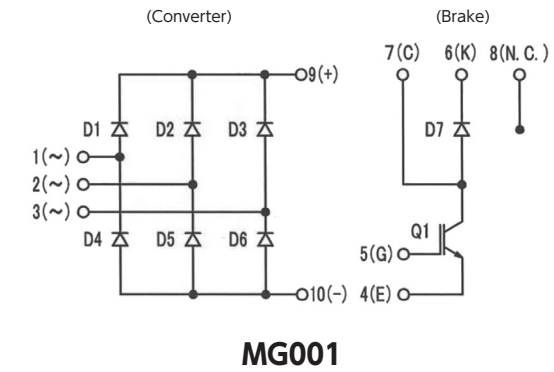 (Converter)
(Brake)
7(C) 6(K) 8(N.C.)
9(+)
D1 D2 D3 D7
1(~)
2(~)
3(~)
D4 D5 D6 Q1
5(G)
10(-) 4(E)
MG001